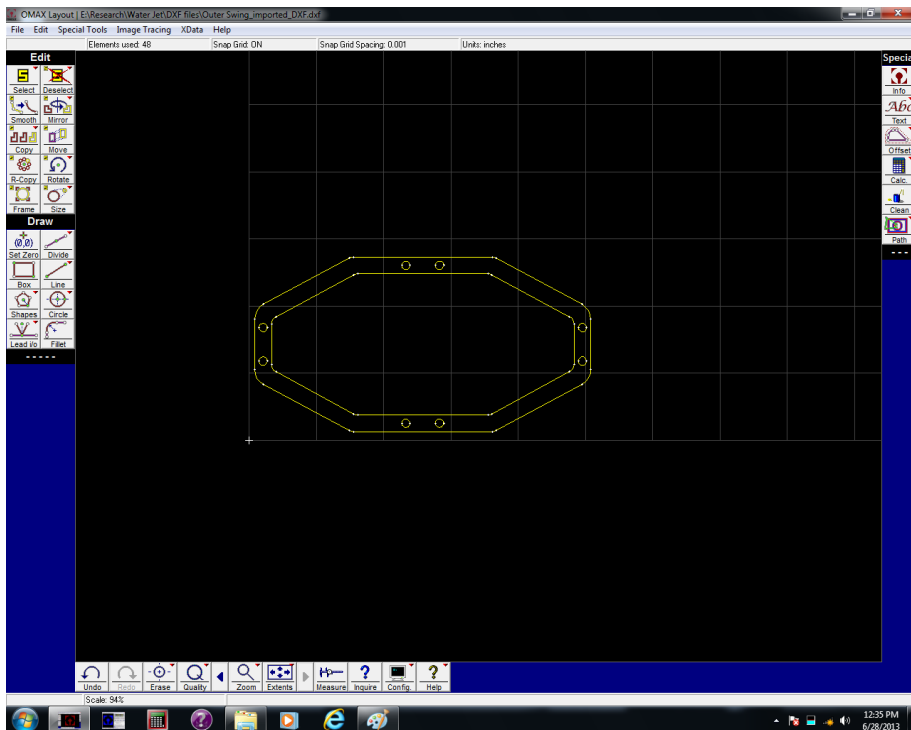 OMAX Layout | E:\Research\Water Jet\DXF files\Outer Swing_imported_DXF.dxf
File Edit Special Tools Image Tracing XData Help
Elements used: 48 Snap Grid: ON Snap Grid Spacing: 0.001 Units: inches
Edit
Select Deselect
Smooth Mirror
Copy Move
R-Copy Rotate
Frame Size
Draw
(0,0)
Set Zero Divide
Box Line
Shapes Circle
Lead i/o Fillet
- - - - -
Specia
Info
Abc
Text
Offset
Calc.
Clean
Path
- - -
Undo Redo Erase Quality Zoom Extents Measure Inquire Config. Help
Scale: 94%
12:35 PM
6/28/2013